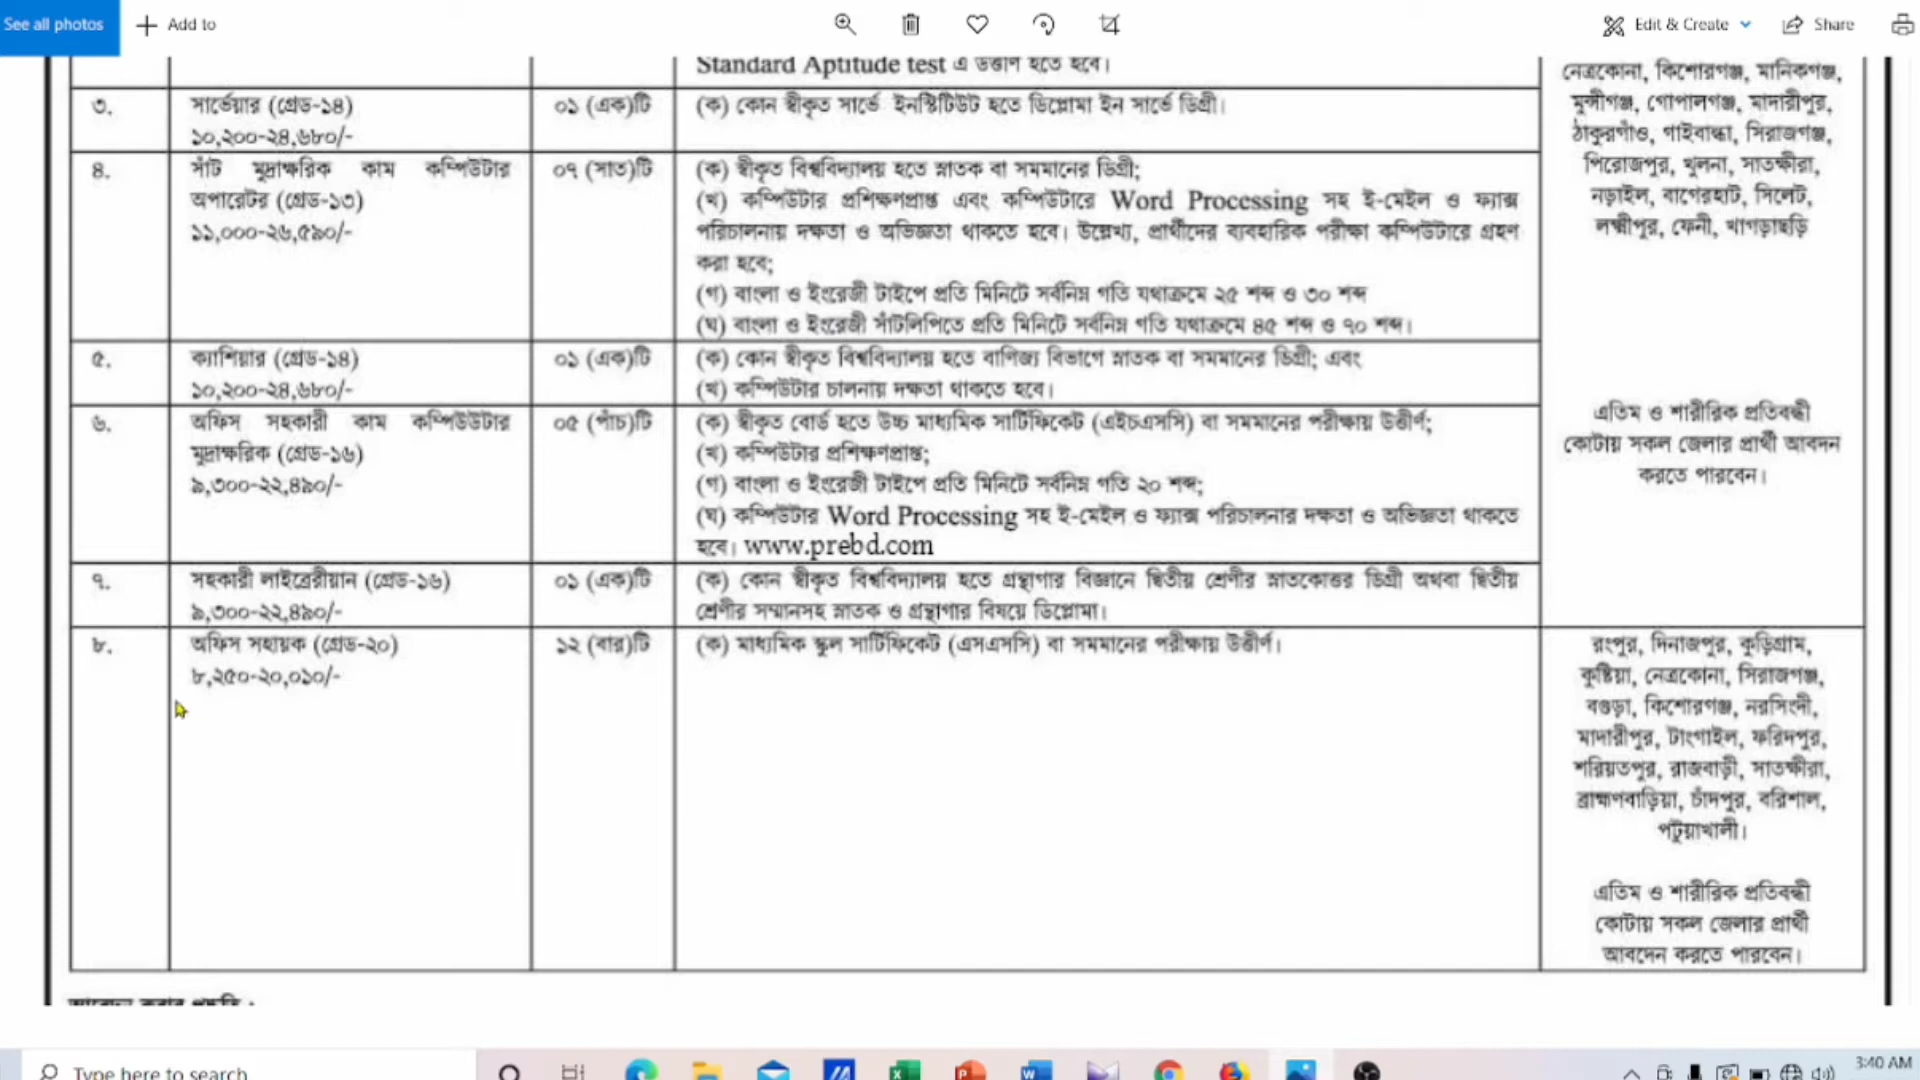 See all photos
Add to
Edit & Create
Share
Standard Aptitude test এ উত্তীর্ণ হতে হবে।
নেত্রকোনা, কিশোরগঞ্জ, মানিকগঞ্জ,
মুন্সীগঞ্জ, গোপালগঞ্জ, মাদারীপুর,
ঠাকুরগাঁও, গাইবান্ধা, সিরাজগঞ্জ,
পিরোজপুর, খুলনা, সাতক্ষীরা,
নড়াইল, বাগেরহাট, সিলেট,
লক্ষ্মীপুর, ফেনী, খাগড়াছড়ি
এতিম ও শারীরিক প্রতিবন্ধী
কোটায় সকল জেলার প্রার্থী আবদন
করতে পারবেন।
৩.
সার্ভেয়ার (গ্রেড-১৪)
১০,২০০-২৪,৬৮০/-
০১ (এক)টি
(ক) কোন স্বীকৃত সার্ভে ইনস্টিটিউট হতে ডিপ্লোমা ইন সার্ভে ডিগ্রী।
৪.
সাঁট মুদ্রাক্ষরিক কাম কম্পিউটার
অপারেটর (গ্রেড-১৩)
১১,০০০-২৬,৫৯০/-
০৭ (সাত)টি
(ক) স্বীকৃত বিশ্ববিদ্যালয় হতে স্নাতক বা সমমানের ডিগ্রী;
(খ) কম্পিউটার প্রশিক্ষণপ্রাপ্ত এবং কম্পিউটারে Word Processing সহ ই-মেইল ও ফ্যাক্স
পরিচালনায় দক্ষতা ও অভিজ্ঞতা থাকতে হবে। উল্লেখ্য, প্রার্থীদের ব্যবহারিক পরীক্ষা কম্পিউটারে গ্রহণ
করা হবে;
(গ) বাংলা ও ইংরেজী টাইপে প্রতি মিনিটে সর্বনিম্ন গতি যথাক্রমে ২৫ শব্দ ও ৩০ শব্দ
(ঘ) বাংলা ও ইংরেজী সাঁটলিপিতে প্রতি মিনিটে সর্বনিম্ন গতি যথাক্রমে ৪৫ শব্দ ও ৭০ শব্দ।
৫.
ক্যাশিয়ার (গ্রেড-১৪)
১০,২০০-২৪,৬৮০/-
০১ (এক)টি
(ক) কোন স্বীকৃত বিশ্ববিদ্যালয় হতে বাণিজ্য বিভাগে স্নাতক বা সমমানের ডিগ্রী; এবং
(খ) কম্পিউটার চালনায় দক্ষতা থাকতে হবে।
৬.
অফিস সহকারী কাম কম্পিউউটার
মুদ্রাক্ষরিক (গ্রেড-১৬)
৯,৩০০-২২,৪৯০/-
০৫ (পাঁচ)টি
(ক) স্বীকৃত বোর্ড হতে উচ্চ মাধ্যমিক সার্টিফিকেট (এইচএসসি) বা সমমানের পরীক্ষায় উত্তীর্ণ;
(খ) কম্পিউটার প্রশিক্ষণপ্রাপ্ত;
(গ) বাংলা ও ইংরেজী টাইপে প্রতি মিনিটে সর্বনিম্ন গতি ২০ শব্দ;
(ঘ) কম্পিউটার Word Processing সহ ই-মেইল ও ফ্যাক্স পরিচালনার দক্ষতা ও অভিজ্ঞতা থাকতে
হবে। www.prebd.com
৭.
সহকারী লাইব্রেরীয়ান (গ্রেড-১৬)
৯,৩০০-২২,৪৯০/-
০১ (এক)টি
(ক) কোন স্বীকৃত বিশ্ববিদ্যালয় হতে গ্রন্থাগার বিজ্ঞানে দ্বিতীয় শ্রেণীর স্নাতকোত্তর ডিগ্রী অথবা দ্বিতীয়
শ্রেণীর সম্মানসহ স্নাতক ও গ্রন্থাগার বিষয়ে ডিপ্লোমা।
৮.
অফিস সহায়ক (গ্রেড-২০)
৮,২৫০-২০,০১০/-
১২ (বার)টি
(ক) মাধ্যমিক স্কুল সার্টিফিকেট (এসএসসি) বা সমমানের পরীক্ষায় উত্তীর্ণ।
রংপুর, দিনাজপুর, কুড়িগ্রাম,
কুষ্টিয়া, নেত্রকোনা, সিরাজগঞ্জ,
বগুড়া, কিশোরগঞ্জ, নরসিংদী,
মাদারীপুর, টাংগাইল, ফরিদপুর,
শরিয়তপুর, রাজবাড়ী, সাতক্ষীরা,
ব্রাহ্মণবাড়িয়া, চাঁদপুর, বরিশাল,
পটুয়াখালী।
এতিম ও শারীরিক প্রতিবন্ধী
কোটায় সকল জেলার প্রার্থী
আবদেন করতে পারবেন।
Type here to search
3:40 AM